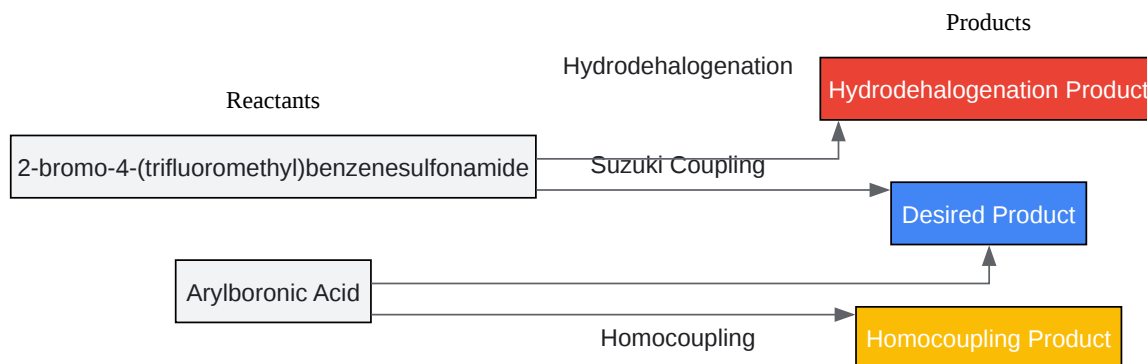 Products
Hydrodehalogenation
Hydrodehalogenation Product
Reactants
2-bromo-4-(trifluoromethyl)benzenesulfonamide
Suzuki Coupling
Desired Product
Arylboronic Acid
Homocoupling
Homocoupling Product